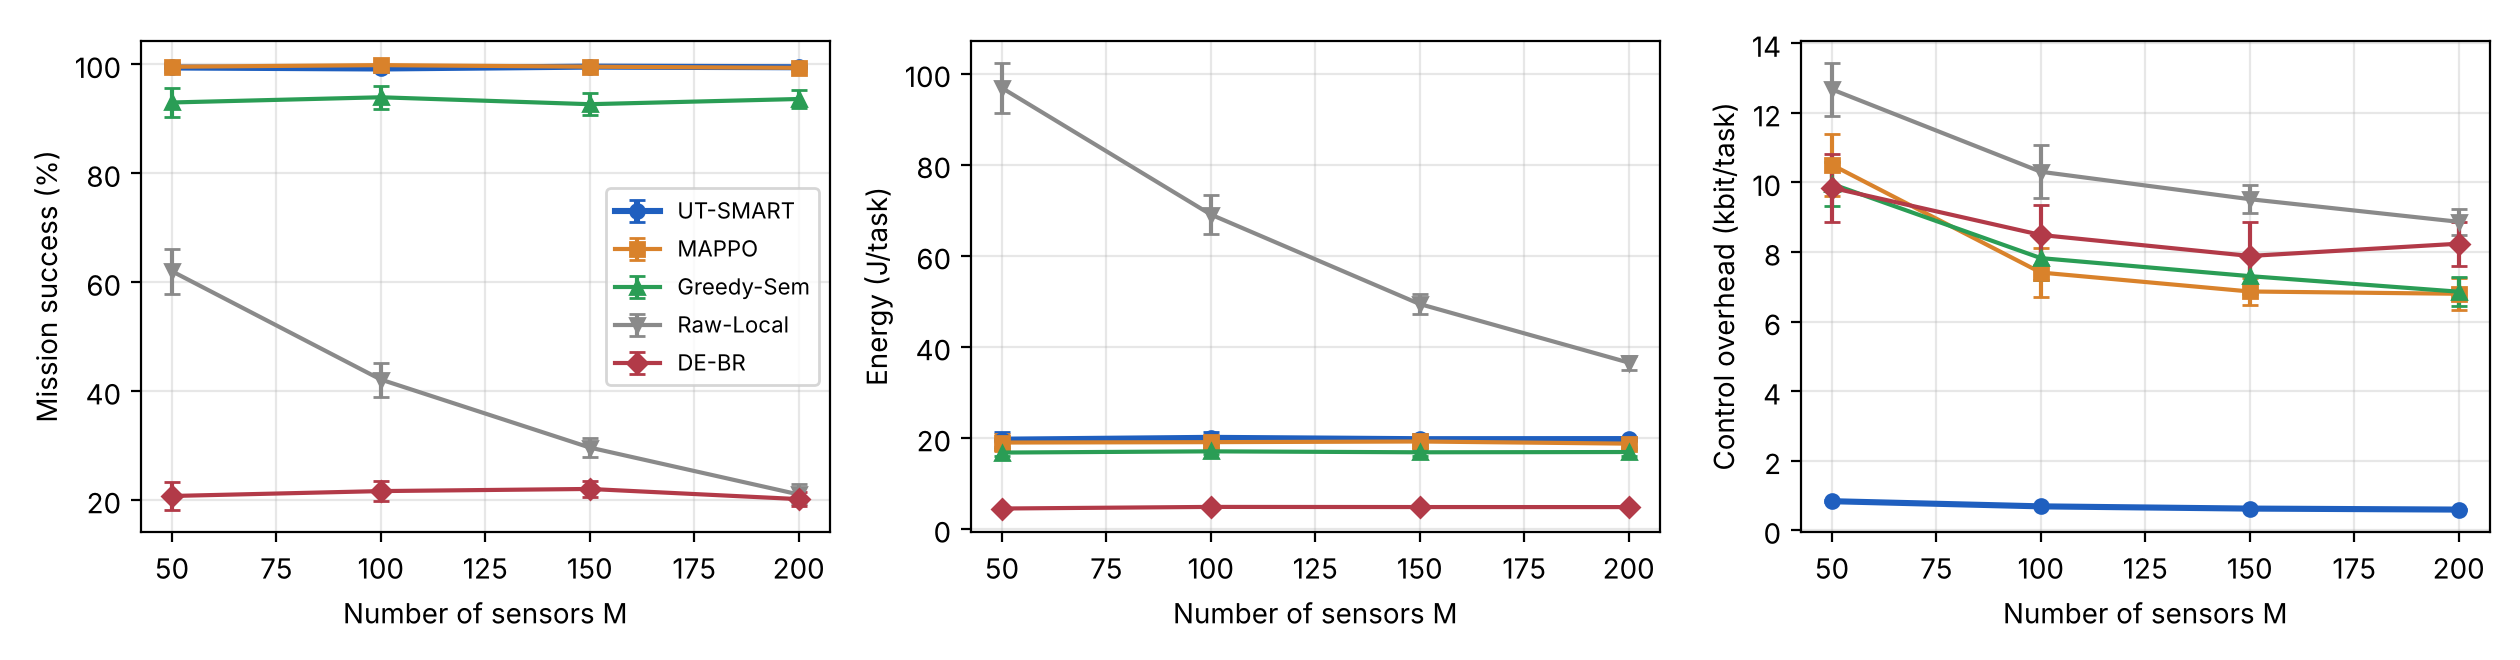 Mission success (%)
100
80
60
40
20
50 75 100 125 150 175 200
Number of sensors M
UT-SMART
MAPPO
Greedy-Sem
Raw-Local
DE-BR
Energy (J/task)
100
80
60
40
20
0
50 75 100 125 150 175 200
Number of sensors M
Control overhead (kbit/task)
14
12
10
8
6
4
2
0
50 75 100 125 150 175 200
Number of sensors M